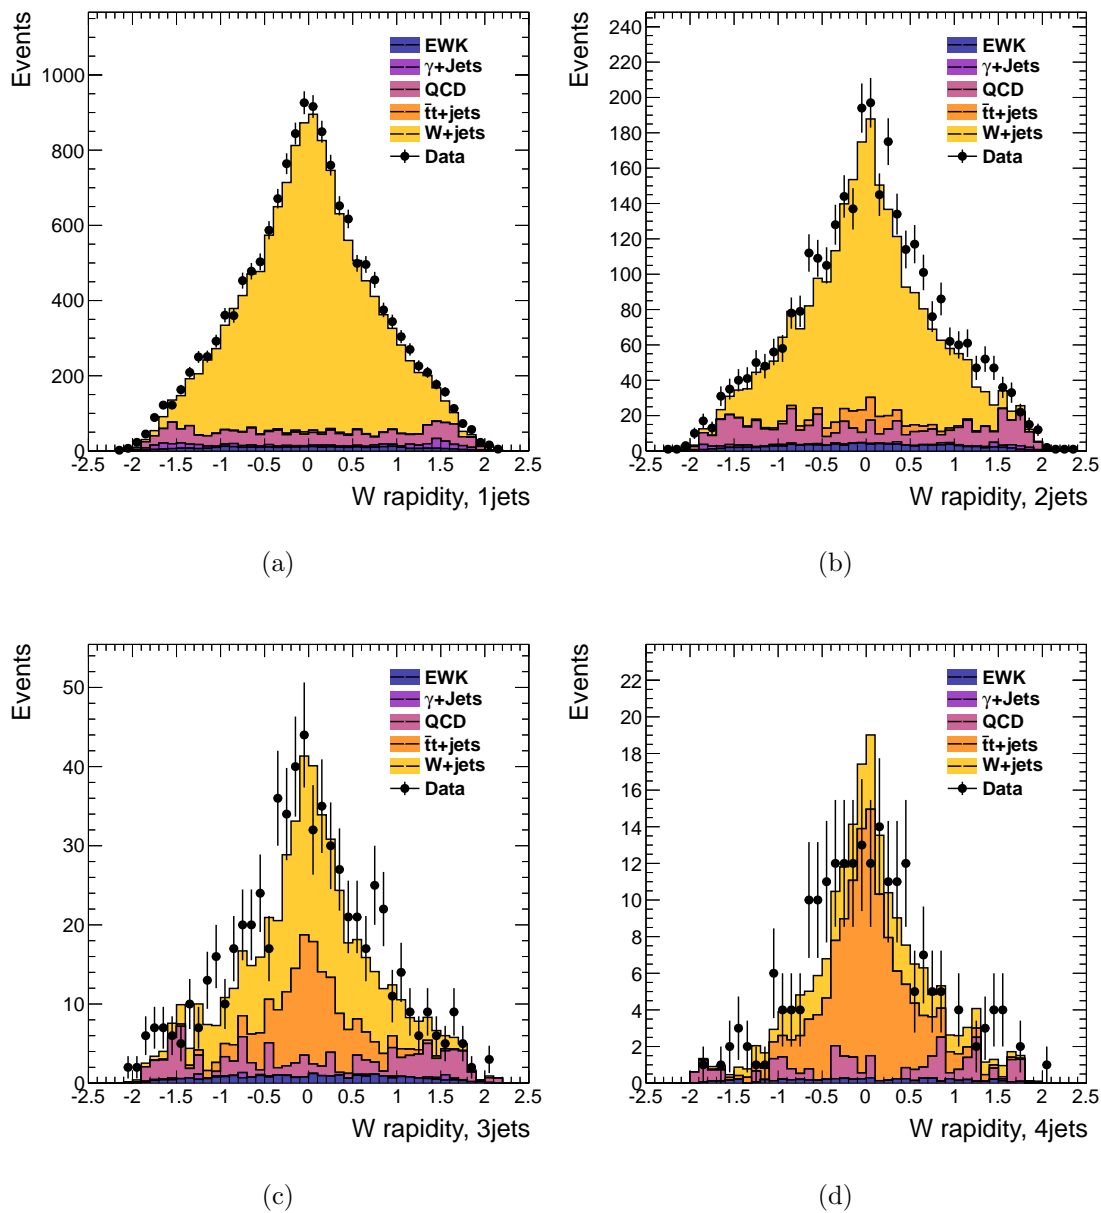 Events
1000
800
600
400
200
0
EWK
γ+Jets
QCD
t̄t+jets
W+jets
Data
-2.5 -2 -1.5 -1 -0.5 0 0.5 1 1.5 2 2.5
W rapidity, 1jets
(a)
Events
240
220
200
180
160
140
120
100
80
60
40
20
0
EWK
γ+Jets
QCD
t̄t+jets
W+jets
Data
-2.5 -2 -1.5 -1 -0.5 0 0.5 1 1.5 2 2.5
W rapidity, 2jets
(b)
Events
50
40
30
20
10
0
EWK
γ+Jets
QCD
t̄t+jets
W+jets
Data
-2.5 -2 -1.5 -1 -0.5 0 0.5 1 1.5 2 2.5
W rapidity, 3jets
(c)
Events
22
20
18
16
14
12
10
8
6
4
2
0
EWK
γ+Jets
QCD
t̄t+jets
W+jets
Data
-2.5 -2 -1.5 -1 -0.5 0 0.5 1 1.5 2 2.5
W rapidity, 4jets
(d)